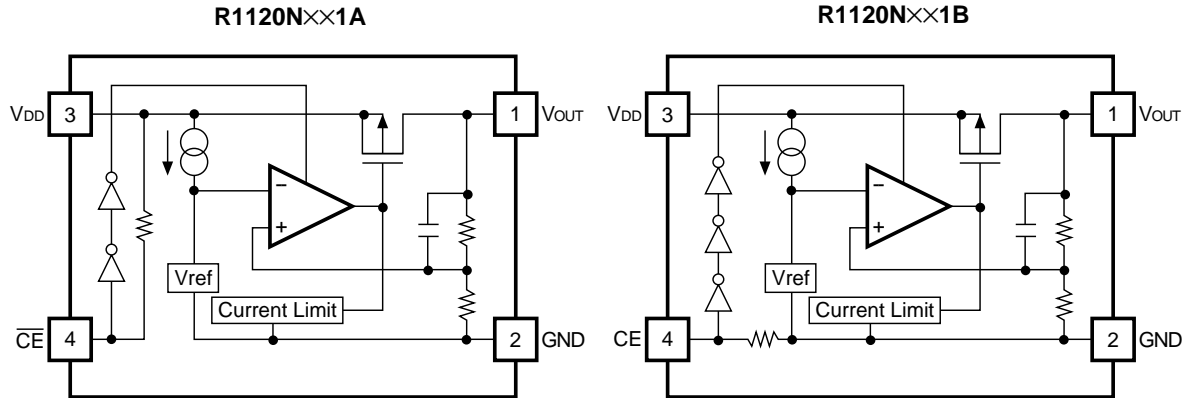 R1120N××1A
VDD
3
1
VOUT
−
+
Vref
Current Limit
C̅E̅
4
2
GND
R1120N××1B
VDD
3
1
VOUT
−
+
Vref
Current Limit
CE
4
2
GND